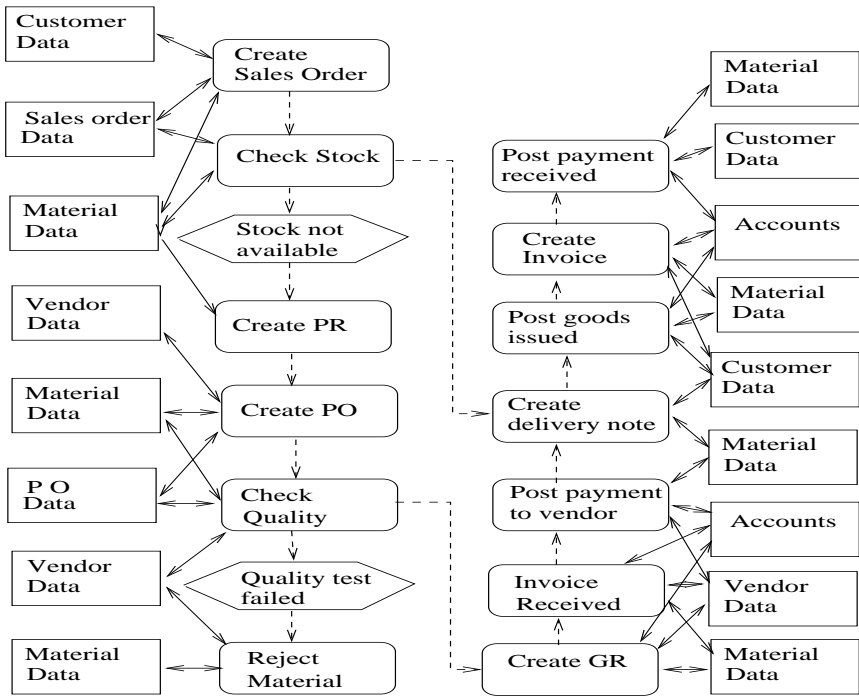 Customer
Data
Sales order
Data
Material
Data
Vendor
Data
Material
Data
P O
Data
Vendor
Data
Material
Data
Create
Sales Order
Check Stock
Stock not
available
Create PR
Create PO
Check
Quality
Quality test
failed
Reject
Material
Post payment
received
Create
Invoice
Post goods
issued
Create
delivery note
Post payment
to vendor
Invoice
Received
Create GR
Material
Data
Customer
Data
Accounts
Material
Data
Customer
Data
Material
Data
Accounts
Vendor
Data
Material
Data